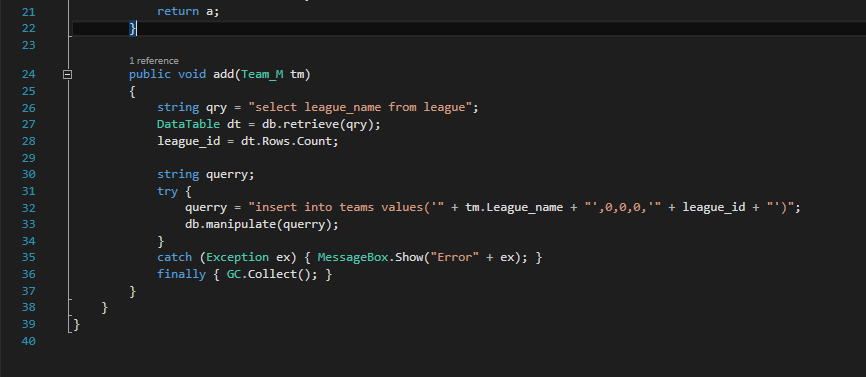 21 return a;
22 }
23
1 reference
24 public void add(Team_M tm)
25 {
26 string qry = "select league_name from league";
27 DataTable dt = db.retrieve(qry);
28 league_id = dt.Rows.Count;
29
30 string querry;
31 try {
32 querry = "insert into teams values('" + tm.League_name + "',0,0,0,'" + league_id + "')";
33 db.manipulate(querry);
34 }
35 catch (Exception ex) { MessageBox.Show("Error" + ex); }
36 finally { GC.Collect(); }
37 }
38 }
39 }
40